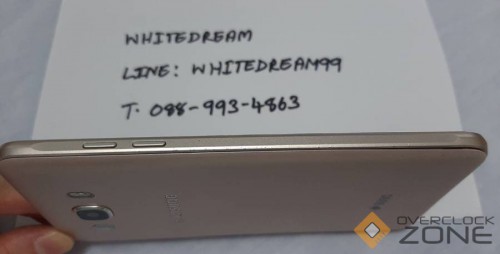 WHITEDREAM
LINE: WHITEDREAM99
T. 088-993-4863
OVERCLOCK
ZONE